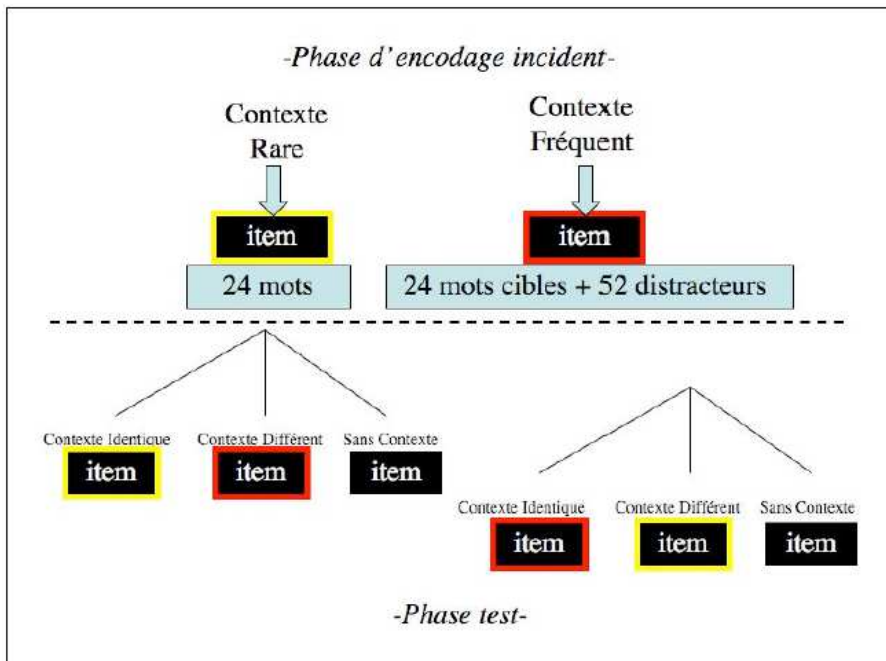 -Phase d'encodage incident-
Contexte
Rare
Contexte
Fréquent
item
item
24 mots
24 mots cibles + 52 distracteurs
Contexte Identique
Contexte Différent
Sans Contexte
item
item
item
Contexte Identique
Contexte Différent
Sans Contexte
item
item
item
-Phase test-